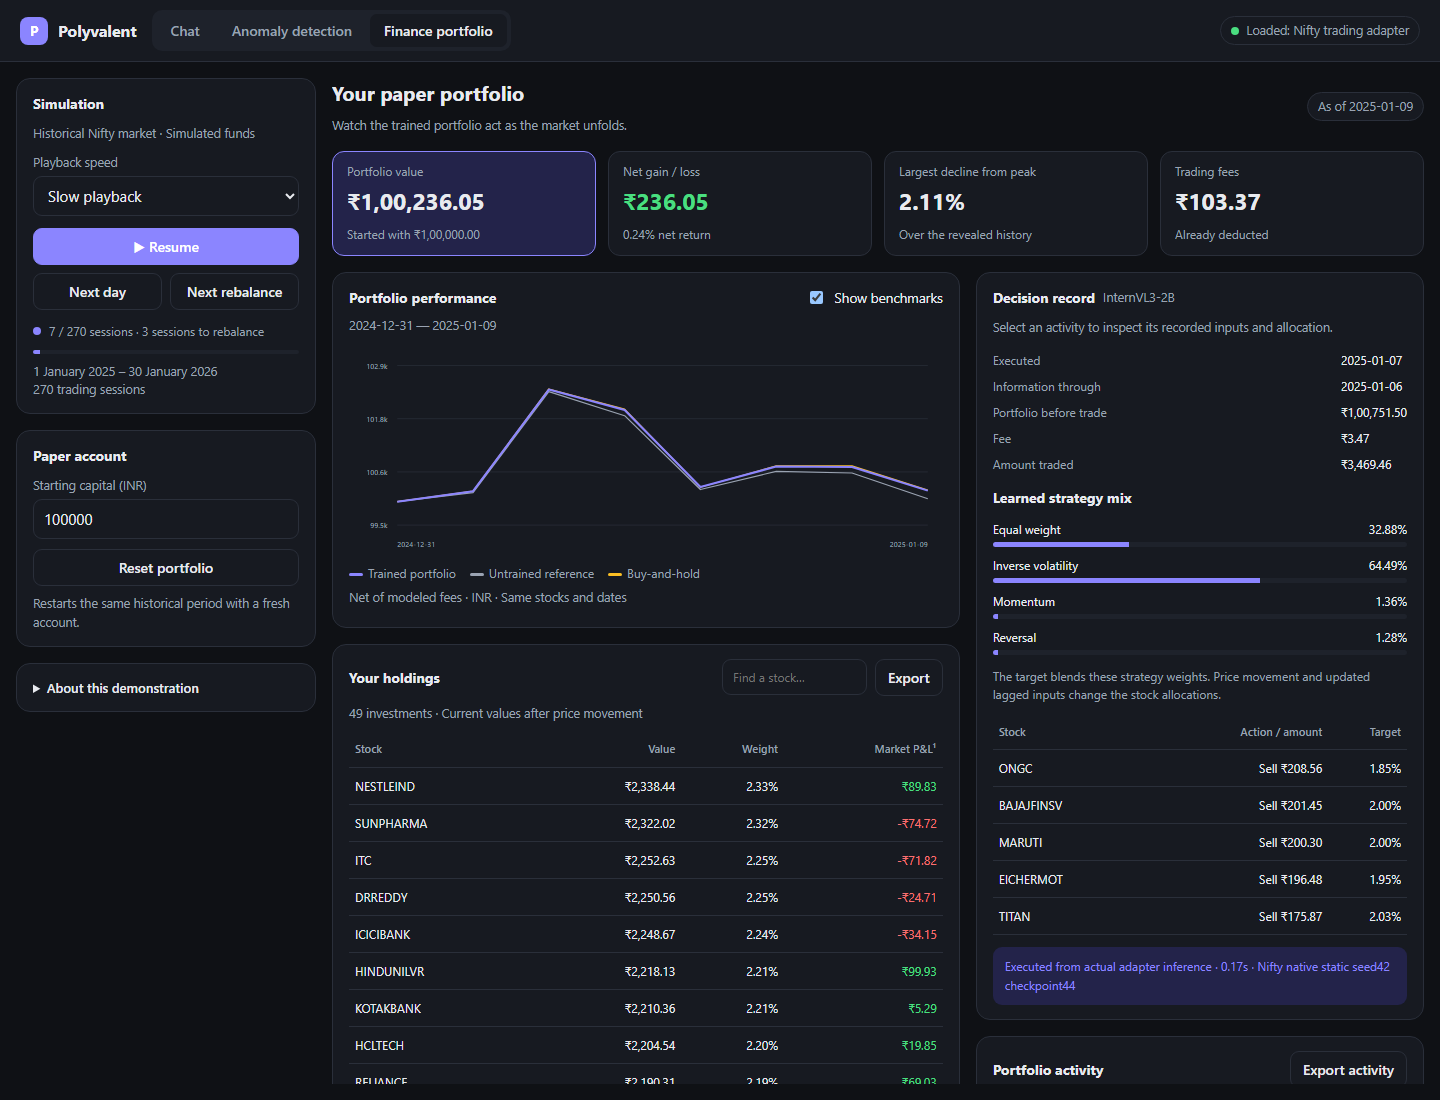 P Polyvalent Chat Anomaly detection Finance portfolio Loaded: Nifty trading adapter
Simulation
Historical Nifty market · Simulated funds
Playback speed
Slow playback
▶ Resume
Next day Next rebalance
7 / 270 sessions · 3 sessions to rebalance
1 January 2025 – 30 January 2026
270 trading sessions
Paper account
Starting capital (INR)
100000
Reset portfolio
Restarts the same historical period with a fresh
account.
▶ About this demonstration
Your paper portfolio
Watch the trained portfolio act as the market unfolds.
As of 2025-01-09
Portfolio value
₹1,00,236.05
Started with ₹1,00,000.00
Net gain / loss
₹236.05
0.24% net return
Largest decline from peak
2.11%
Over the revealed history
Trading fees
₹103.37
Already deducted
Portfolio performance Show benchmarks
2024-12-31 — 2025-01-09
102.9k
101.8k
100.6k
99.5k
2024-12-31 2025-01-09
Trained portfolio Untrained reference Buy-and-hold
Net of modeled fees · INR · Same stocks and dates
Your holdings Find a stock... Export
49 investments · Current values after price movement
Stock Value Weight Market P&L¹
NESTLEIND ₹2,338.44 2.33% ₹89.83
SUNPHARMA ₹2,322.02 2.32% -₹74.72
ITC ₹2,252.63 2.25% -₹71.82
DRREDDY ₹2,250.56 2.25% -₹24.71
ICICIBANK ₹2,248.67 2.24% -₹34.15
HINDUNILVR ₹2,218.13 2.21% ₹99.93
KOTAKBANK ₹2,210.36 2.21% ₹5.29
HCLTECH ₹2,204.54 2.20% ₹19.85
RELIANCE ₹2,190.31 2.19% ₹69.03
Decision record InternVL3-2B
Select an activity to inspect its recorded inputs and allocation.
Executed 2025-01-07
Information through 2025-01-06
Portfolio before trade ₹1,00,751.50
Fee ₹3.47
Amount traded ₹3,469.46
Learned strategy mix
Equal weight 32.88%
Inverse volatility 64.49%
Momentum 1.36%
Reversal 1.28%
The target blends these strategy weights. Price movement and updated
lagged inputs change the stock allocations.
Stock Action / amount Target
ONGC Sell ₹208.56 1.85%
BAJAJFINSV Sell ₹201.45 2.00%
MARUTI Sell ₹200.30 2.00%
EICHERMOT Sell ₹196.48 1.95%
TITAN Sell ₹175.87 2.03%
Executed from actual adapter inference · 0.17s · Nifty native static seed42
checkpoint44
Portfolio activity Export activity